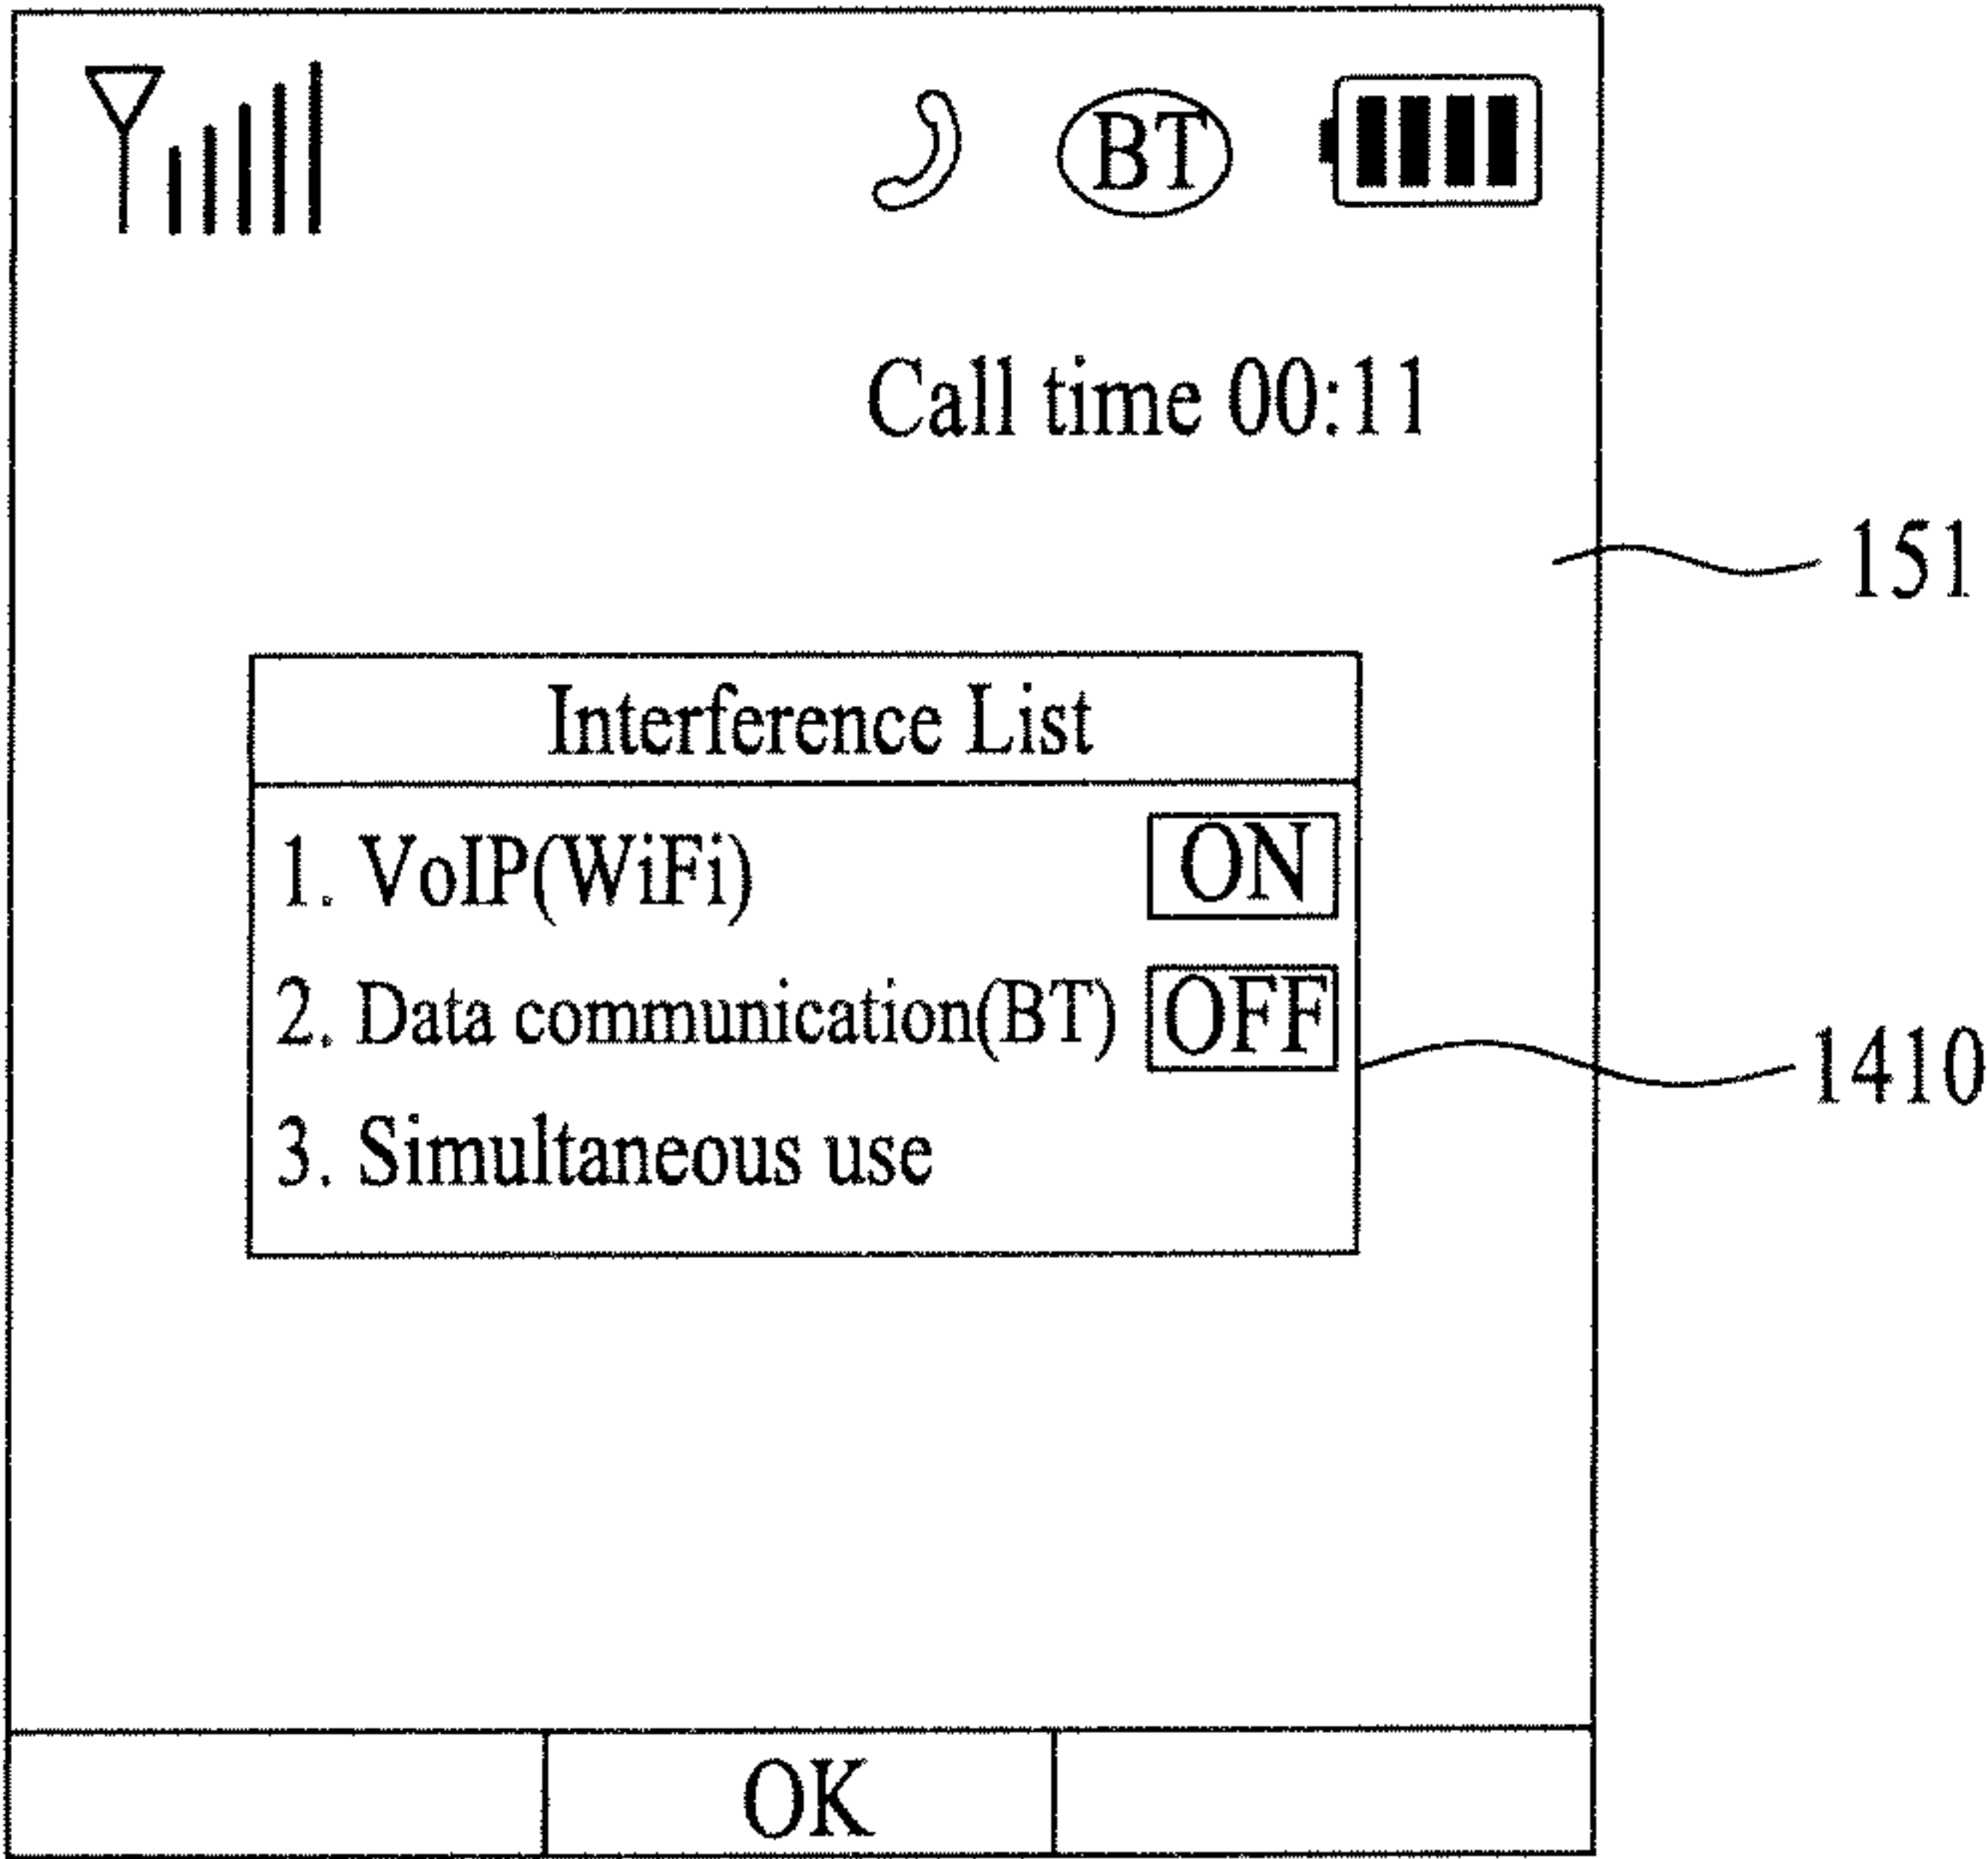 BT
Call time 00:11
151
Interference List
1. VoIP(WiFi) ON
2. Data communication(BT) OFF
1410
3. Simultaneous use
OK